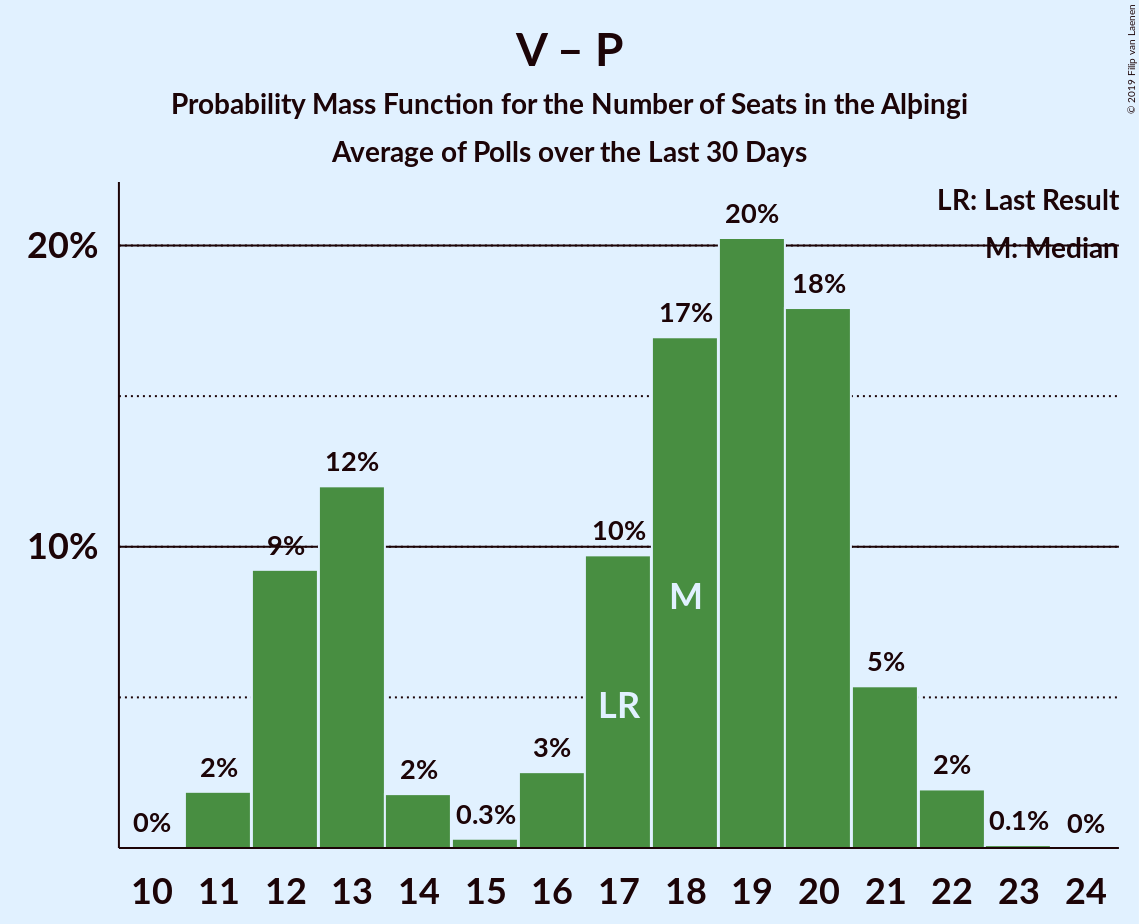 V – P
Probability Mass Function for the Number of Seats in the Alþingi
Average of Polls over the Last 30 Days
© 2019 Filip van Laenen
LR: Last Result
M: Median
20%
10%
0%
2%
9%
12%
2%
0.3%
3%
10%
17%
20%
18%
5%
2%
0.1%
0%
M
LR
10 11 12 13 14 15 16 17 18 19 20 21 22 23 24